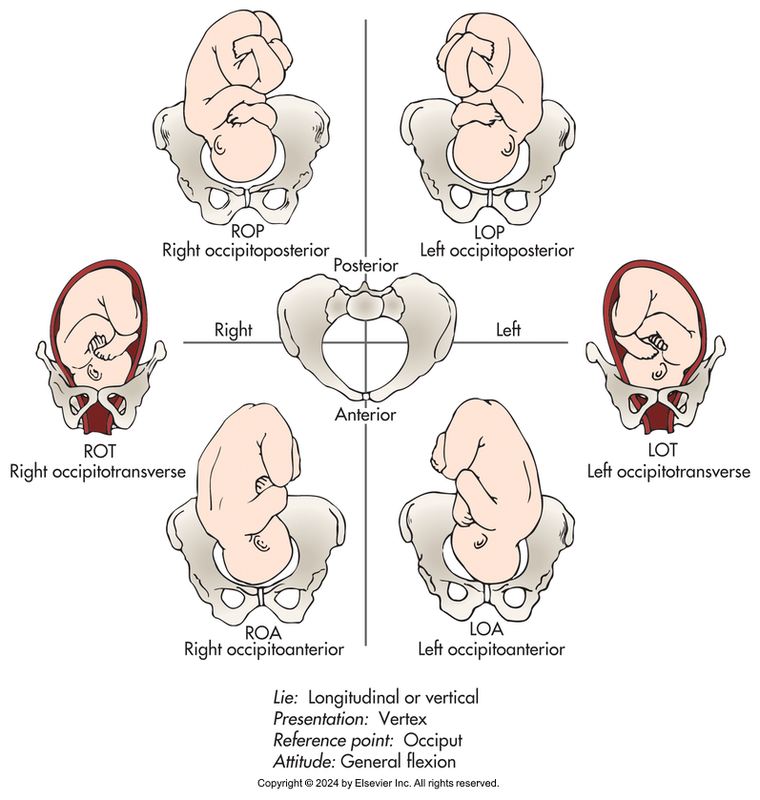 ROP
Right occipitoposterior
LOP
Left occipitoposterior
Posterior
Right
Left
Anterior
ROT
Right occipitotransverse
LOT
Left occipitotransverse
ROA
Right occipitoanterior
LOA
Left occipitoanterior
Lie: Longitudinal or vertical
Presentation: Vertex
Reference point: Occiput
Attitude: General flexion
Copyright © 2024 by Elsevier Inc. All rights reserved.